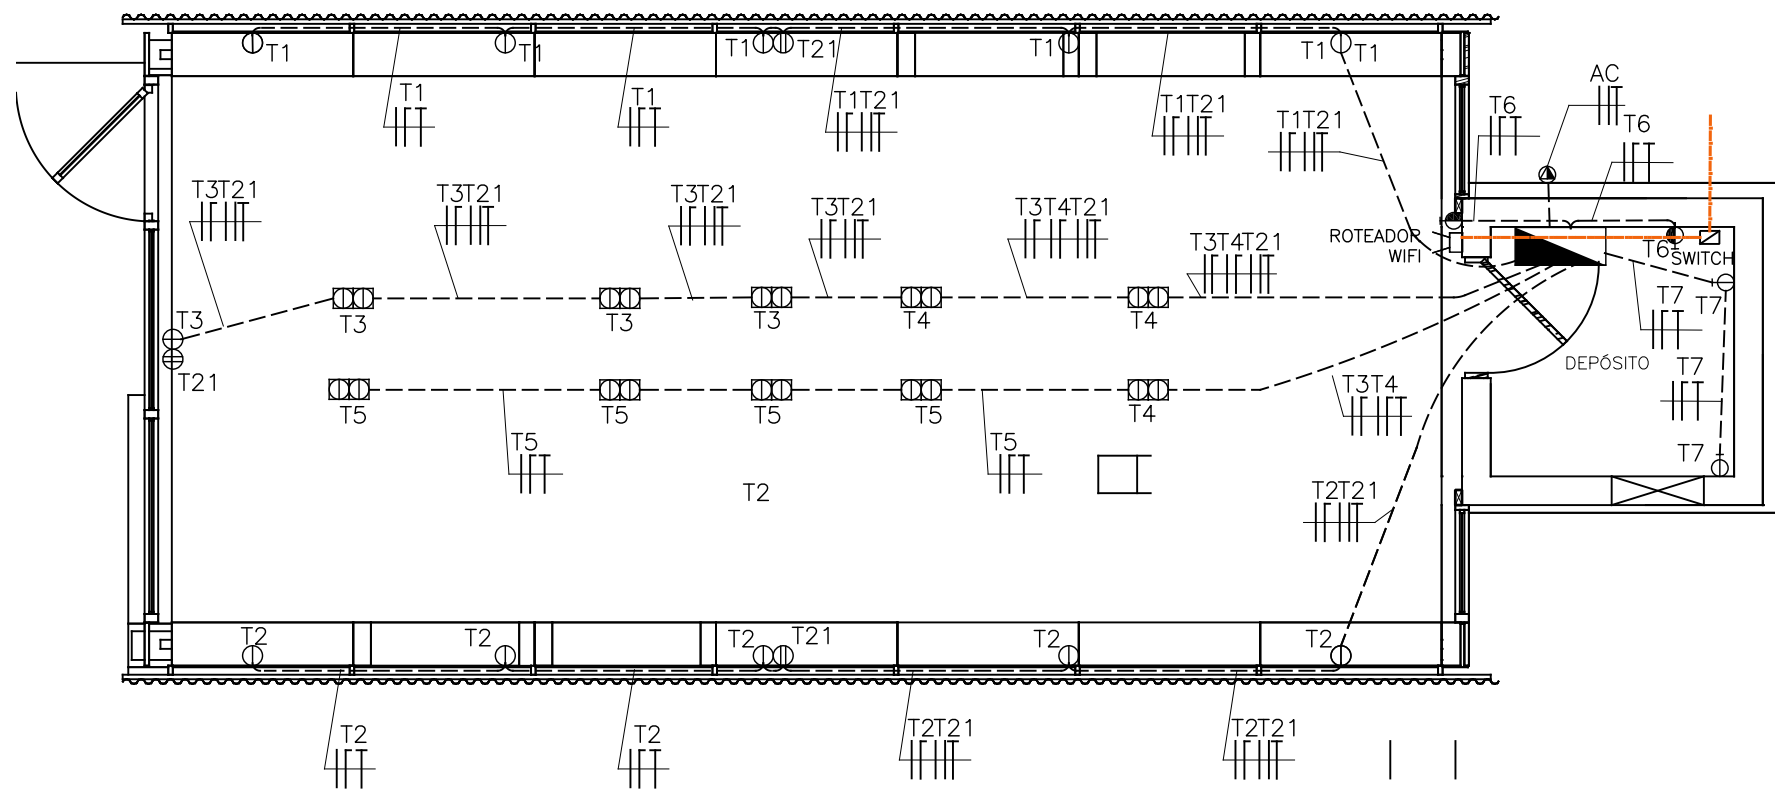 T1
T1
T1
T21
T1
T1
T1
AC
T1
T1
T1T21
T1T21
T6
T1T21
T6
T3T21
T3T21
T3T21
T3T21
T3T4T21
T3T4T21
ROTEADOR
WIFI
T6
SWITCH
T3
T3
T3
T3
T4
T4
T7
T7
T21
DEPÓSITO
T7
T3T4
T5
T5
T5
T5
T4
T5
T5
T7
T2
T2T21
T2
T2
T2
T21
T2
T2
T2
T2
T2T21
T2T21